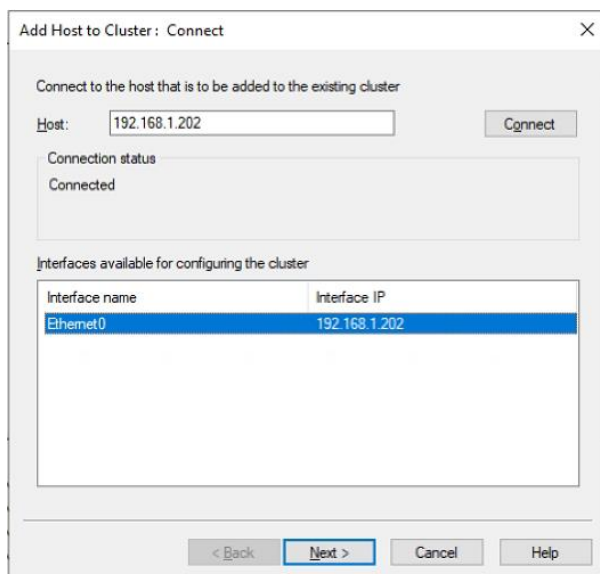 Add Host to Cluster : Connect
Connect to the host that is to be added to the existing cluster
Host: 192.168.1.202 Connect
Connection status
Connected
Interfaces available for configuring the cluster
Interface name Interface IP
Ethernet0 192.168.1.202
< Back Next > Cancel Help